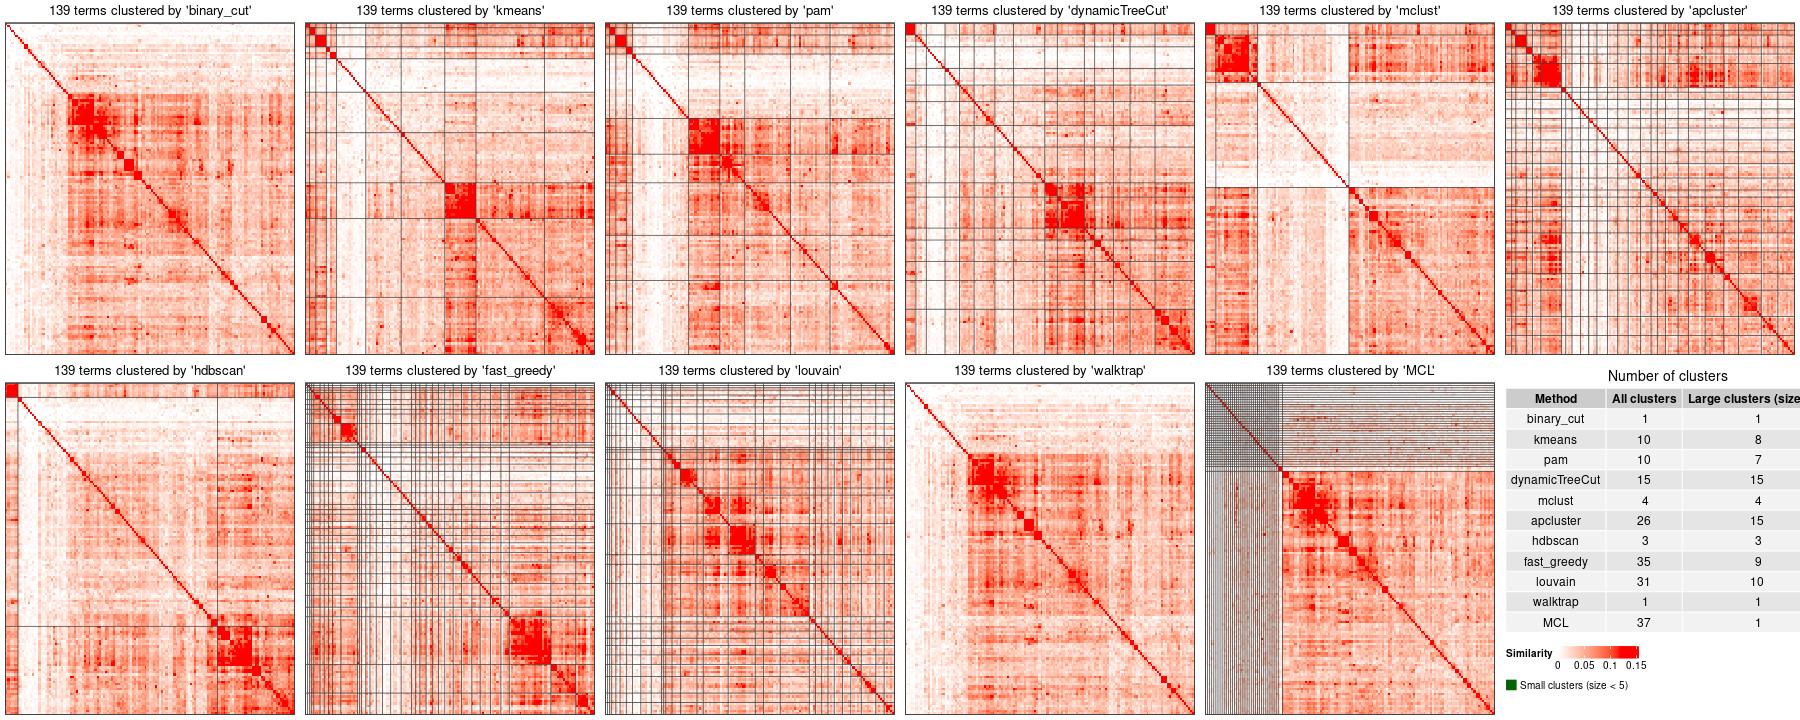 139 terms clustered by 'binary_cut'
139 terms clustered by 'kmeans'
139 terms clustered by 'pam'
139 terms clustered by 'dynamicTreeCut'
139 terms clustered by 'mclust'
139 terms clustered by 'apcluster'
139 terms clustered by 'hdbscan'
139 terms clustered by 'fast_greedy'
139 terms clustered by 'louvain'
139 terms clustered by 'walktrap'
139 terms clustered by 'MCL'
Number of clusters
Method All clusters Large clusters (size
binary_cut 1 1
kmeans 10 8
pam 10 7
dynamicTreeCut 15 15
mclust 4 4
apcluster 26 15
hdbscan 3 3
fast_greedy 35 9
louvain 31 10
walktrap 1 1
MCL 37 1
Similarity
0 0.05 0.1 0.15
Small clusters (size < 5)